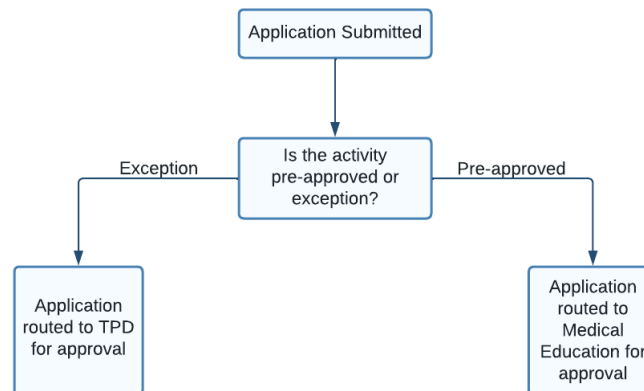 Application Submitted
Is the activity
pre-approved or
exception?
Exception
Pre-approved
Application
routed to TPD
for approval
Application
routed to
Medical
Education for
approval